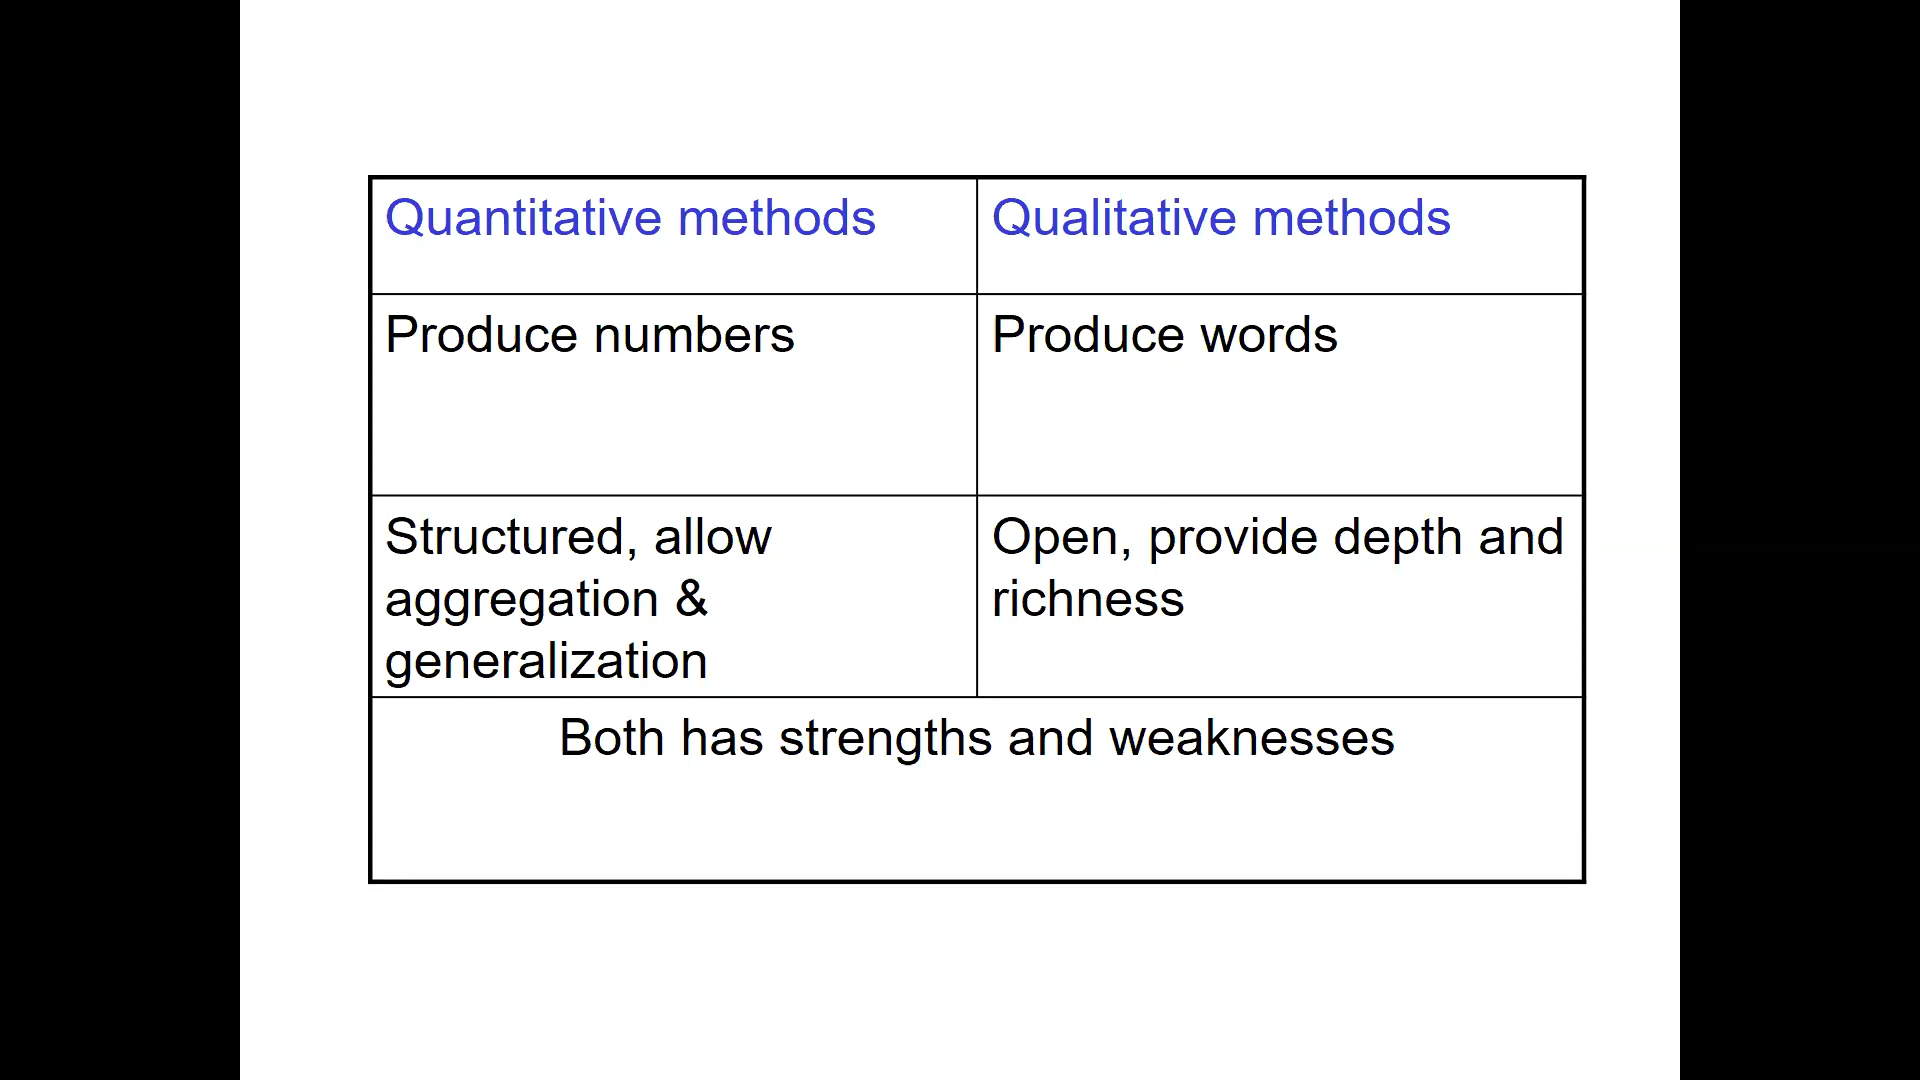 Quantitative methods
Qualitative methods
Produce numbers
Produce words
Structured, allow
aggregation &
generalization
Open, provide depth and
richness
Both has strengths and weaknesses